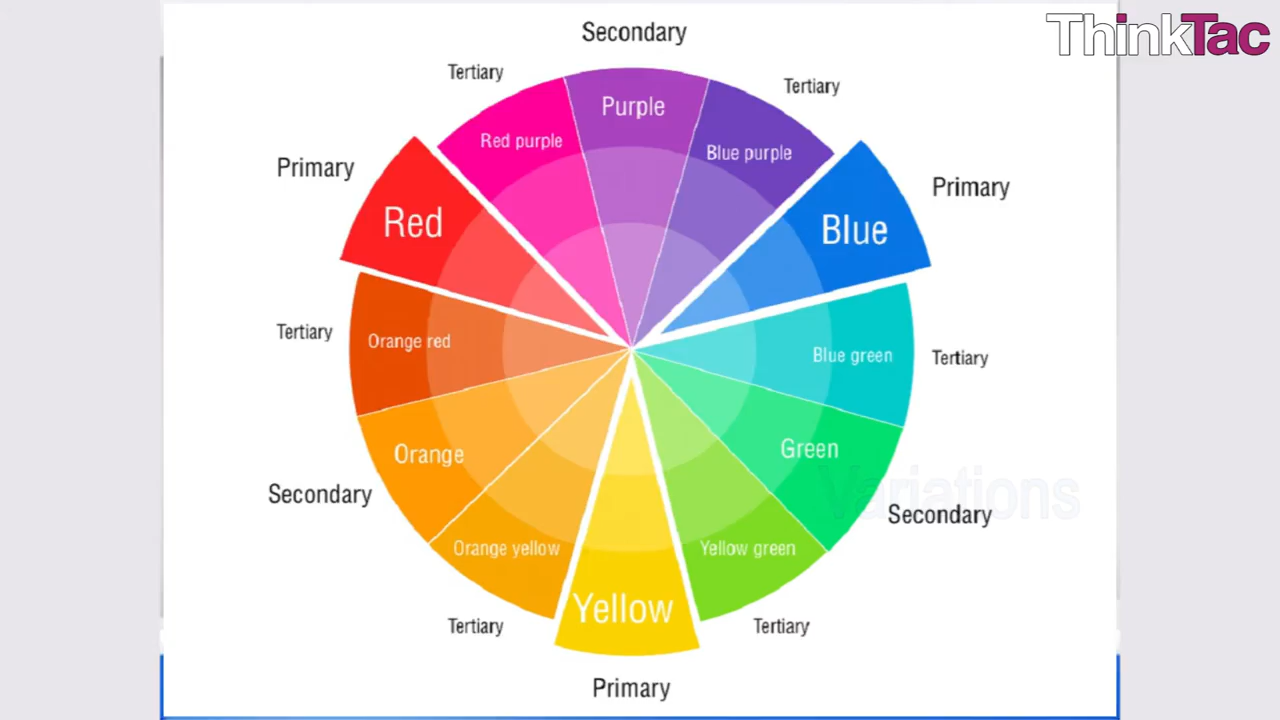 ThinkTac
Secondary
Tertiary
Tertiary
Purple
Red purple
Blue purple
Primary
Primary
Red
Blue
Tertiary
Orange red
Blue green
Tertiary
Orange
Green
Secondary
Variations
Secondary
Orange yellow
Yellow green
Yellow
Tertiary
Tertiary
Primary